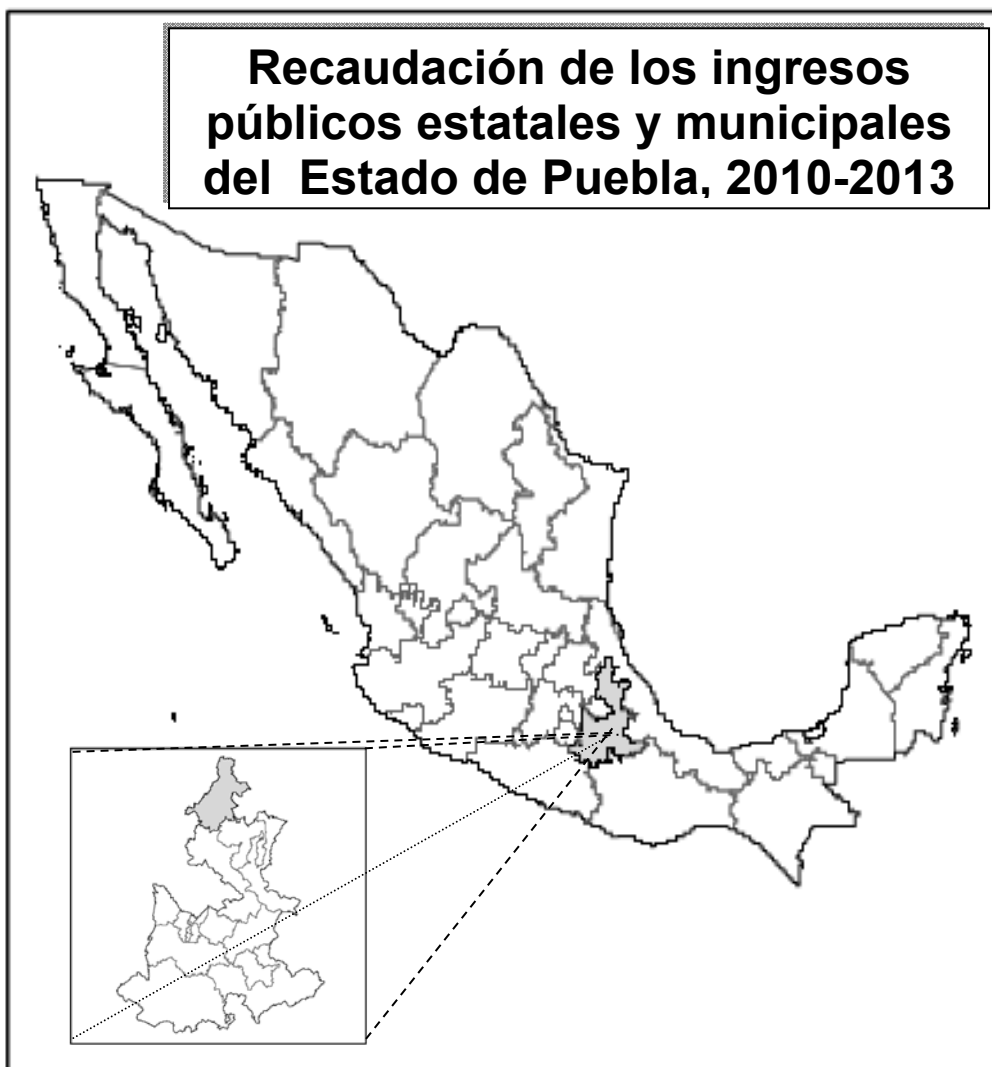 Recaudación de los ingresos
públicos estatales y municipales
del Estado de Puebla, 2010-2013